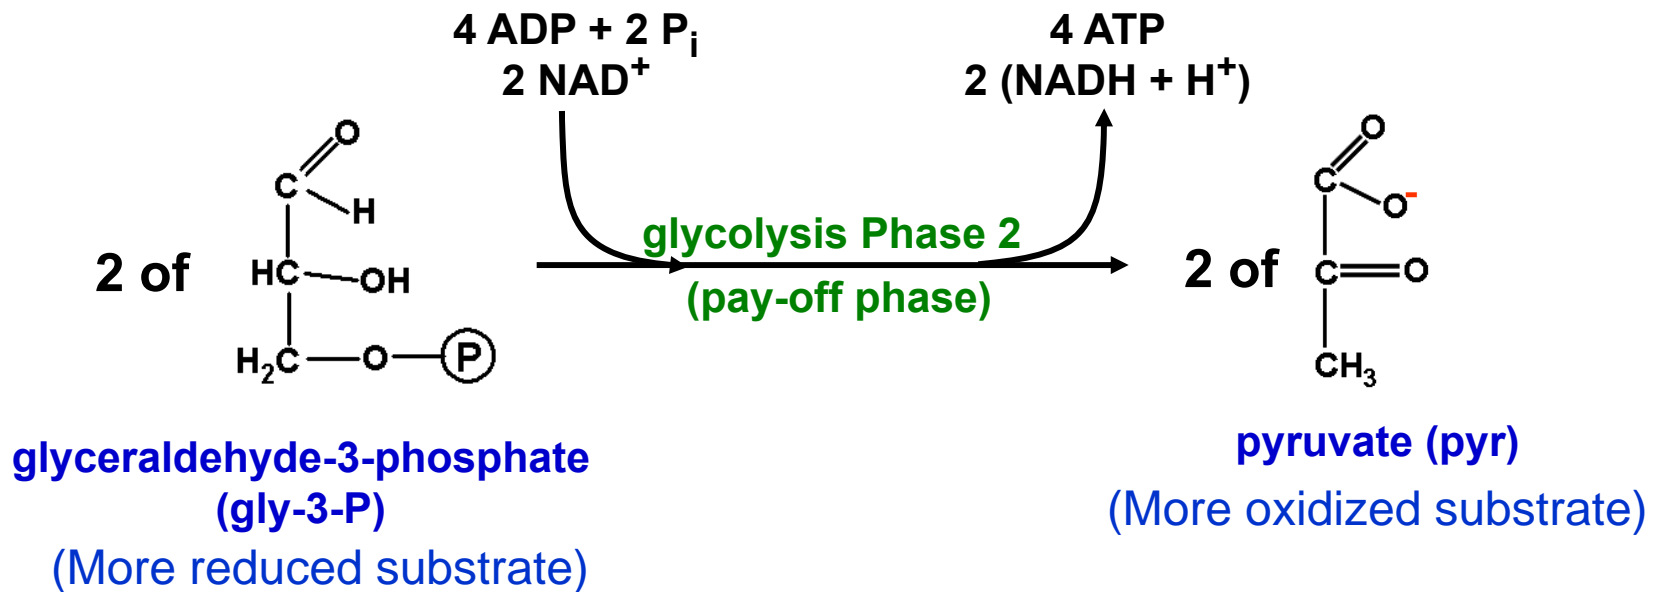 4 ADP + 2 Pi
2 NAD+
4 ATP
2 (NADH + H+)
2 of
O
C
H
HC
OH
H2C
O
P
glycolysis Phase 2
(pay-off phase)
2 of
O
C
O-
C
O
CH3
glyceraldehyde-3-phosphate
(gly-3-P)
(More reduced substrate)
pyruvate (pyr)
(More oxidized substrate)